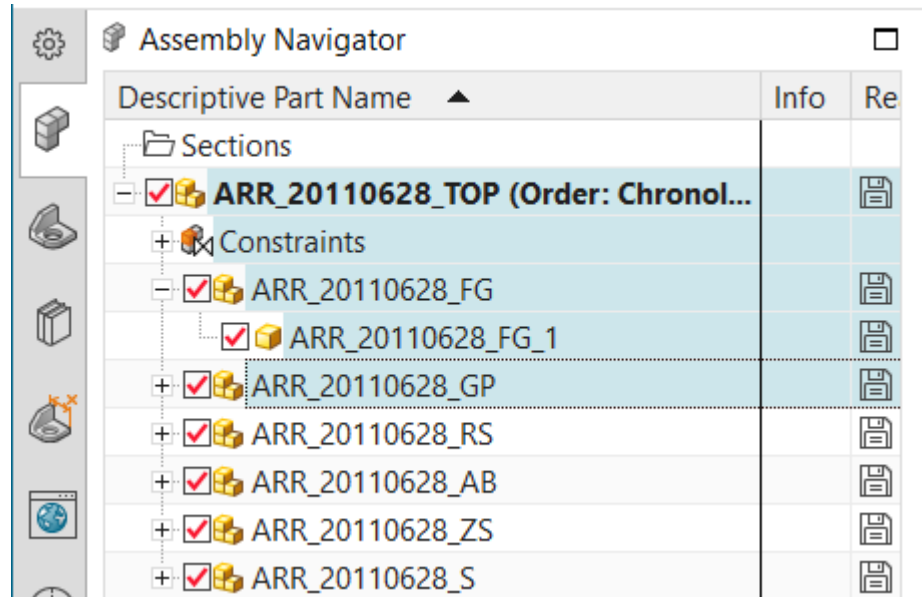 Assembly Navigator
Descriptive Part Name Info Re
Sections
ARR_20110628_TOP (Order: Chronol...
Constraints
ARR_20110628_FG
ARR_20110628_FG_1
ARR_20110628_GP
ARR_20110628_RS
ARR_20110628_AB
ARR_20110628_ZS
ARR_20110628_S